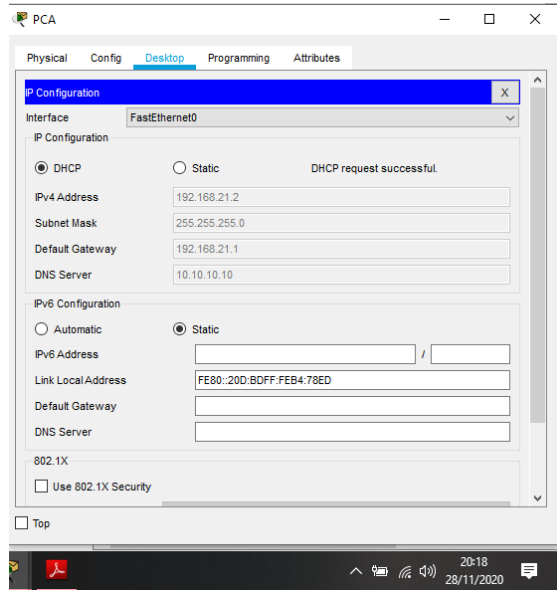 PCA
Physical Config Desktop Programming Attributes
IP Configuration X
Interface FastEthernet0
IP Configuration
DHCP Static DHCP request successful.
IPv4 Address 192.168.21.2
Subnet Mask 255.255.255.0
Default Gateway 192.168.21.1
DNS Server 10.10.10.10
IPv6 Configuration
Automatic Static
IPv6 Address /
Link Local Address FE80::20D:BDFF:FEB4:78ED
Default Gateway
DNS Server
802.1X
Use 802.1X Security
Top
20:18
28/11/2020